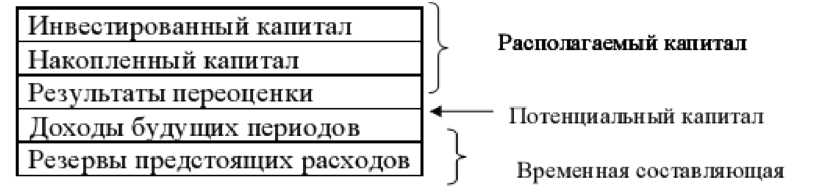 Инвестированный капитал
Накопленный капитал
Результаты переоценки
Доходы будущих периодов
Резервы предстоящих расходов
Располагаемый капитал
Потенциальный капитал
Временная составляющая